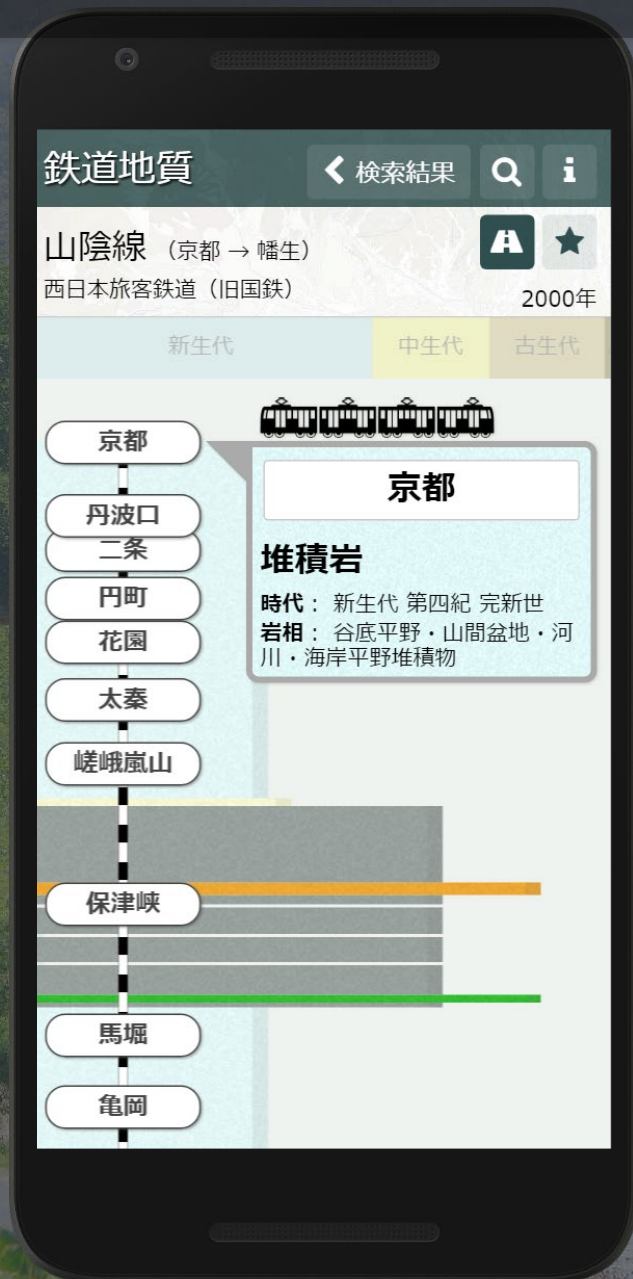 鉄道地質
検索結果
山陰線 (京都 → 幡生)
西日本旅客鉄道(旧国鉄)
2000年
新生代 中生代 古生代
京都
丹波口
二条
円町
花園
太秦
嵯峨嵐山
保津峡
馬堀
亀岡
京都
堆積岩
時代: 新生代 第四紀 完新世
岩相: 谷底平野・山間盆地・河
川・海岸平野堆積物